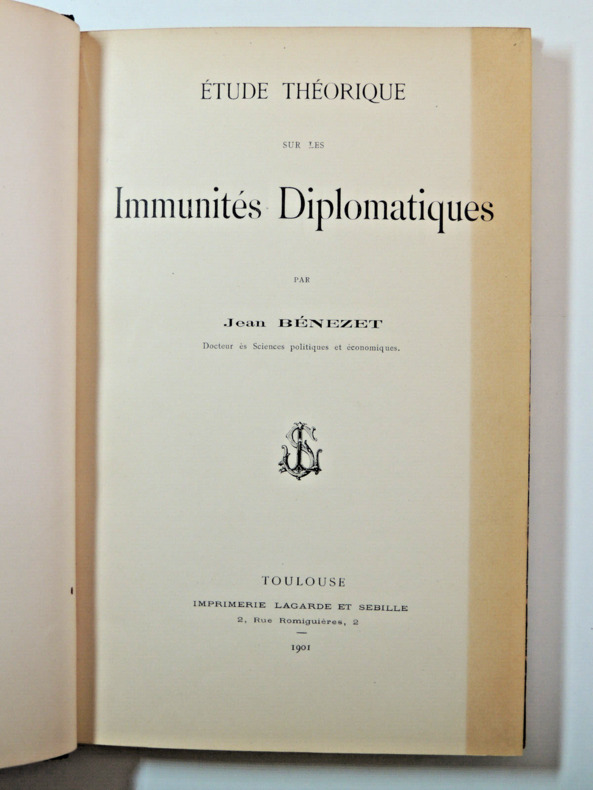 ÉTUDE THÉORIQUE
SUR LES
Immunités Diplomatiques
PAR
Jean BÉNEZET
Docteur ès Sciences politiques et économiques.
TOULOUSE
IMPRIMERIE LAGARDE ET SEBILLE
2, Rue Romiguières, 2
1901